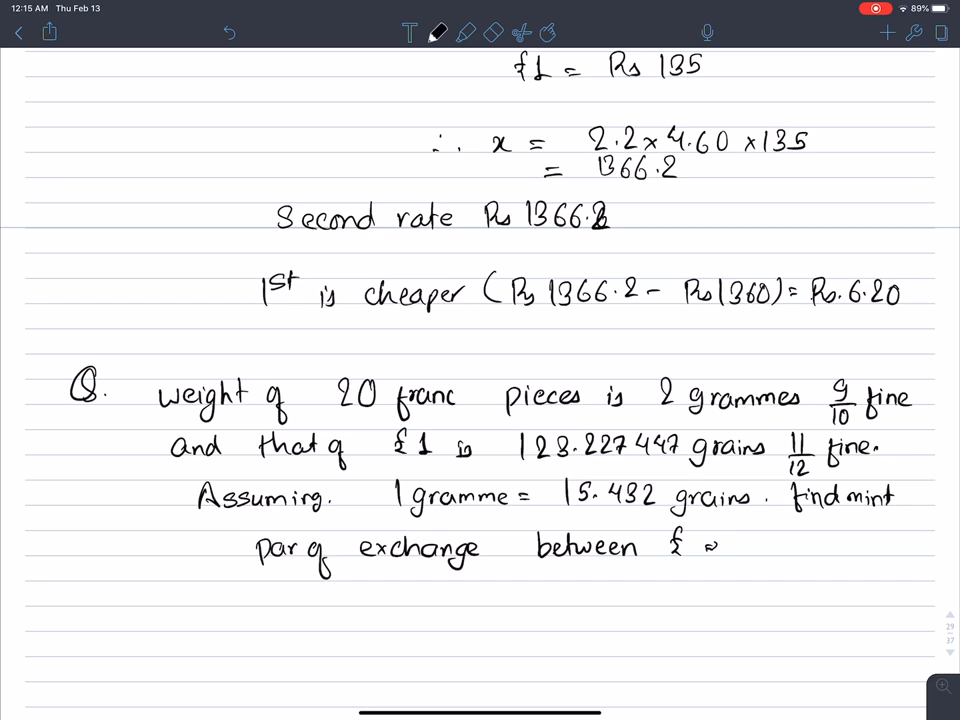 12:15 AM Thu Feb 13
89%
£1 = Rs 135
∴ x = 2.2 x 4.60 x 135
= 1366.2
Second rate Rs 1366.2
1st is cheaper (Rs 1366.2 - Rs 1360) = Rs. 6.20
Q. weight of 20 franc pieces is 2 grammes 9/10 fine
and that of £1 is 123.227447 grains 11/12 fine.
Assuming. 1 gramme = 15.432 grains. find mint
par of exchange between £
29
37